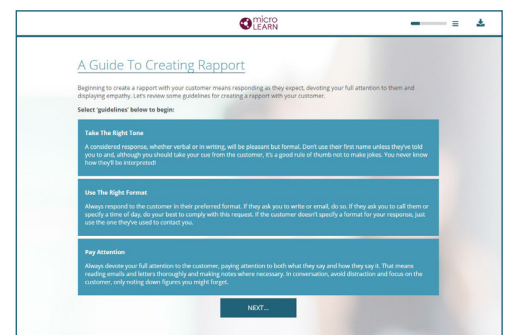 micro
LEARN
A Guide To Creating Rapport
Beginning to create a rapport with your customer means responding as they expect, devoting your full attention to them and
displaying empathy. Let's review some guidelines for creating a rapport with your customer.
Select 'guidelines' below to begin:
Take The Right Tone
A considered response, whether verbal or in writing, will be pleasant but formal. Don't use their first name unless they've told
you to and, although you should take your cue from the customer, it's a good rule of thumb not to make jokes. You never know
how they'll be interpreted!
Use The Right Format
Always respond to the customer in their preferred format. If they ask you to write or email, do so. If they ask you to call them or
specify a time of day, do your best to comply with this request. If the customer doesn't specify a format for your response, just
use the one they've used to contact you.
Pay Attention
Always devote your full attention to the customer, paying attention to both what they say and how they say it. That means
reading emails and letters thoroughly and making notes where necessary. In conversation, avoid distraction and focus on the
customer, only noting down figures you might forget.
NEXT...